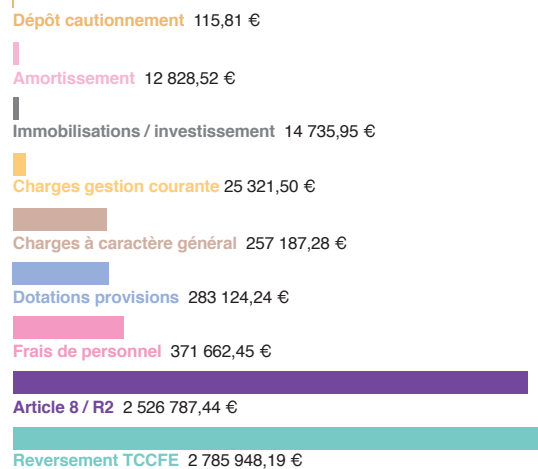 Dépôt cautionnement 115,81 €
Amortissement 12 828,52 €
Immobilisations / investissement 14 735,95 €
Charges gestion courante 25 321,50 €
Charges à caractère général 257 187,28 €
Dotations provisions 283 124,24 €
Frais de personnel 371 662,45 €
Article 8 / R2 2 526 787,44 €
Reversement TCCFE 2 785 948,19 €